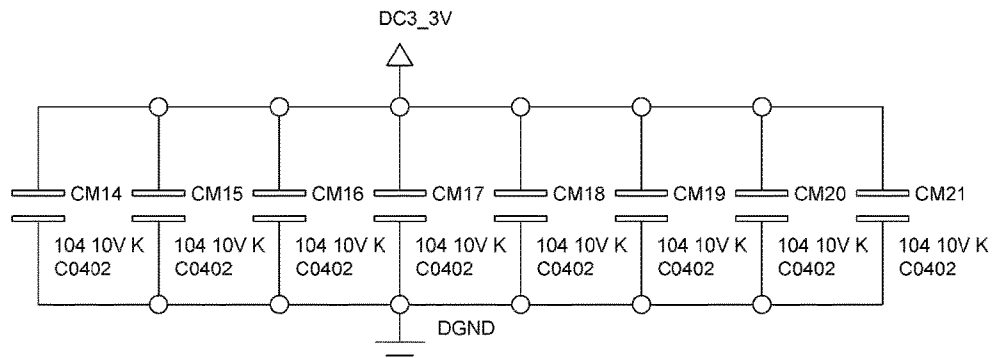 DC3_3V
CM14 CM15 CM16 CM17 CM18 CM19 CM20 CM21
104 10V K 104 10V K 104 10V K 104 10V K 104 10V K 104 10V K 104 10V K 104 10V K
C0402 C0402 C0402 C0402 C0402 C0402 C0402 C0402
DGND